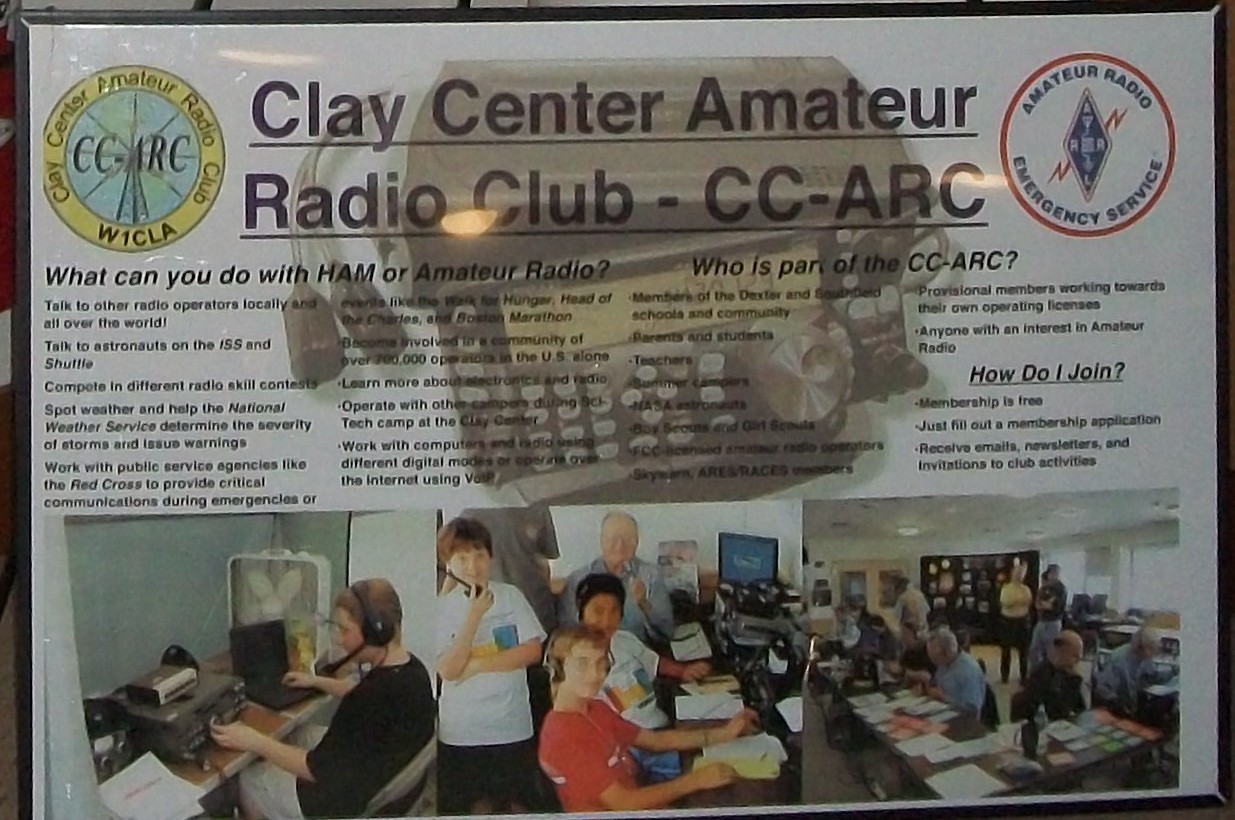 Clay Center Amateur Radio Club
CC-ARC
W1CLA
Clay Center Amateur
Radio Club - CC-ARC
AMATEUR RADIO
ARRL
EMERGENCY SERVICE
What can you do with HAM or Amateur Radio?
Talk to other radio operators locally and
all over the world!
Talk to astronauts on the ISS and
Shuttle
Compete in different radio skill contests
Spot weather and help the National
Weather Service determine the severity
of storms and issue warnings
Work with public service agencies like
the Red Cross to provide critical
communications during emergencies or
events like the Walk for Hunger, Head of
the Charles, and Boston Marathon
·Become involved in a community of
over 700,000 operators in the U.S. alone
·Learn more about electronics and radio
·Operate with other campers during Sci-
Tech camp at the Clay Center
·Work with computers and radio using
different digital modes or operate over
the Internet using VoIP
Who is part of the CC-ARC?
·Members of the Dexter and Southfield
schools and community
·Parents and students
·Teachers
·Summer campers
·NASA astronauts
·Boy Scouts and Girl Scouts
·FCC-licensed amateur radio operators
·Skywarn, ARES/RACES members
·Provisional members working towards
their own operating licenses
·Anyone with an interest in Amateur
Radio
How Do I Join?
·Membership is free
·Just fill out a membership application
·Receive emails, newsletters, and
invitations to club activities